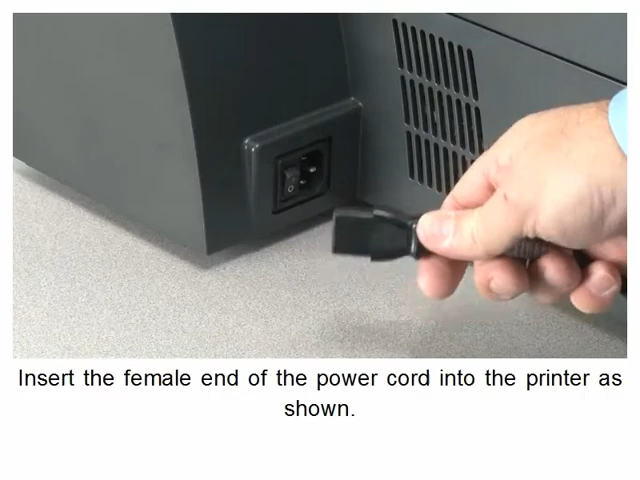 Insert the female end of the power cord into the printer as
shown.